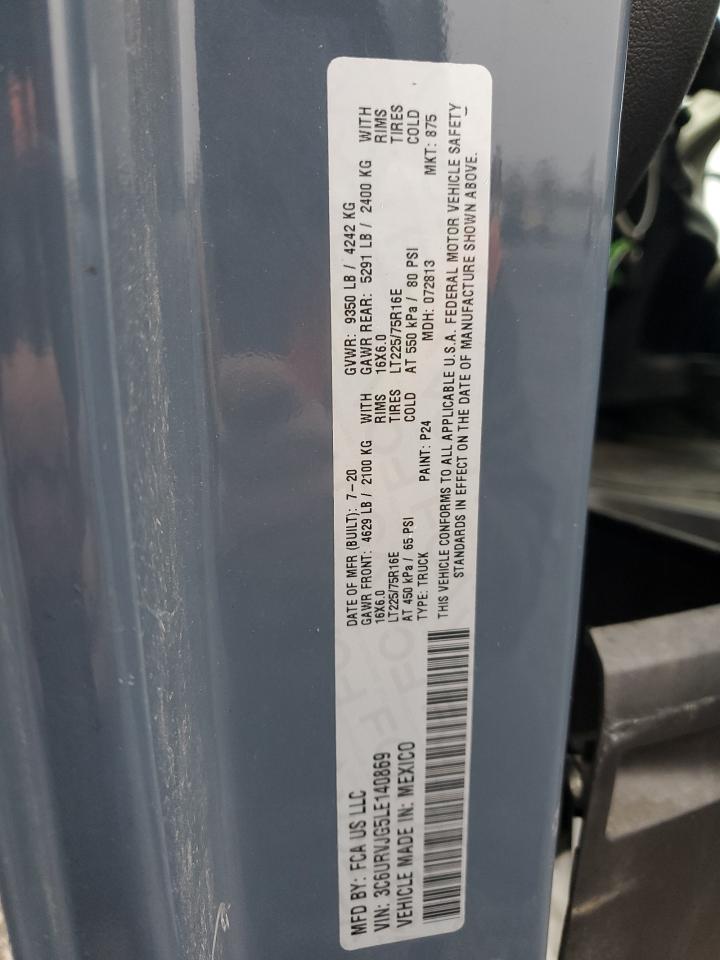 MFD BY: FCA US LLC
VIN: 3C6URVJG5LE140869
VEHICLE MADE IN: MEXICO
DATE OF MFR (BUILT): 7-20 GVWR: 9350 LB / 4242 KG
GAWR FRONT: 4629 LB / 2100 KG WITH GAWR REAR: 5291 LB / 2400 KG WITH
16X6.0 RIMS 16X6.0 RIMS
LT225/75R16E TIRES LT225/75R16E TIRES
AT 450 kPa / 65 PSI COLD AT 550 kPa / 80 PSI COLD
TYPE: TRUCK PAINT: P24 MDH: 072813 MKT: 875
THIS VEHICLE CONFORMS TO ALL APPLICABLE U.S.A. FEDERAL MOTOR VEHICLE SAFETY
STANDARDS IN EFFECT ON THE DATE OF MANUFACTURE SHOWN ABOVE.